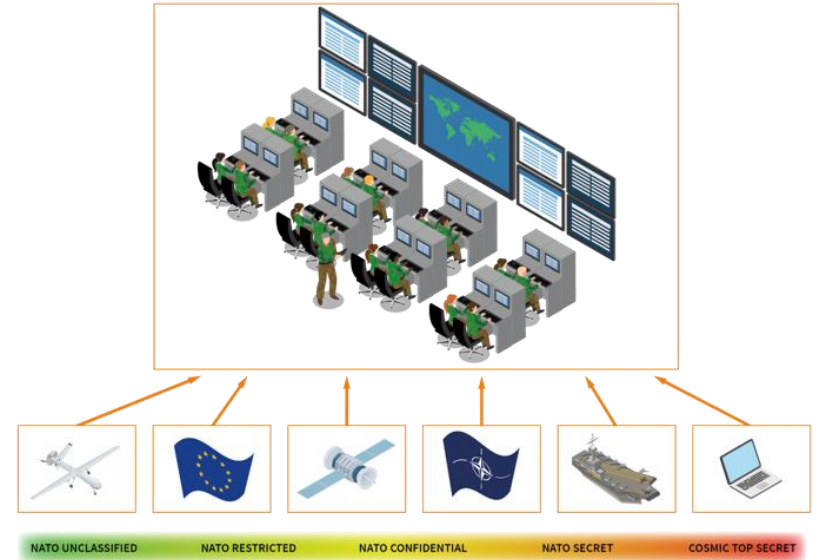 NATO UNCLASSIFIED NATO RESTRICTED NATO CONFIDENTIAL NATO SECRET COSMIC TOP SECRET